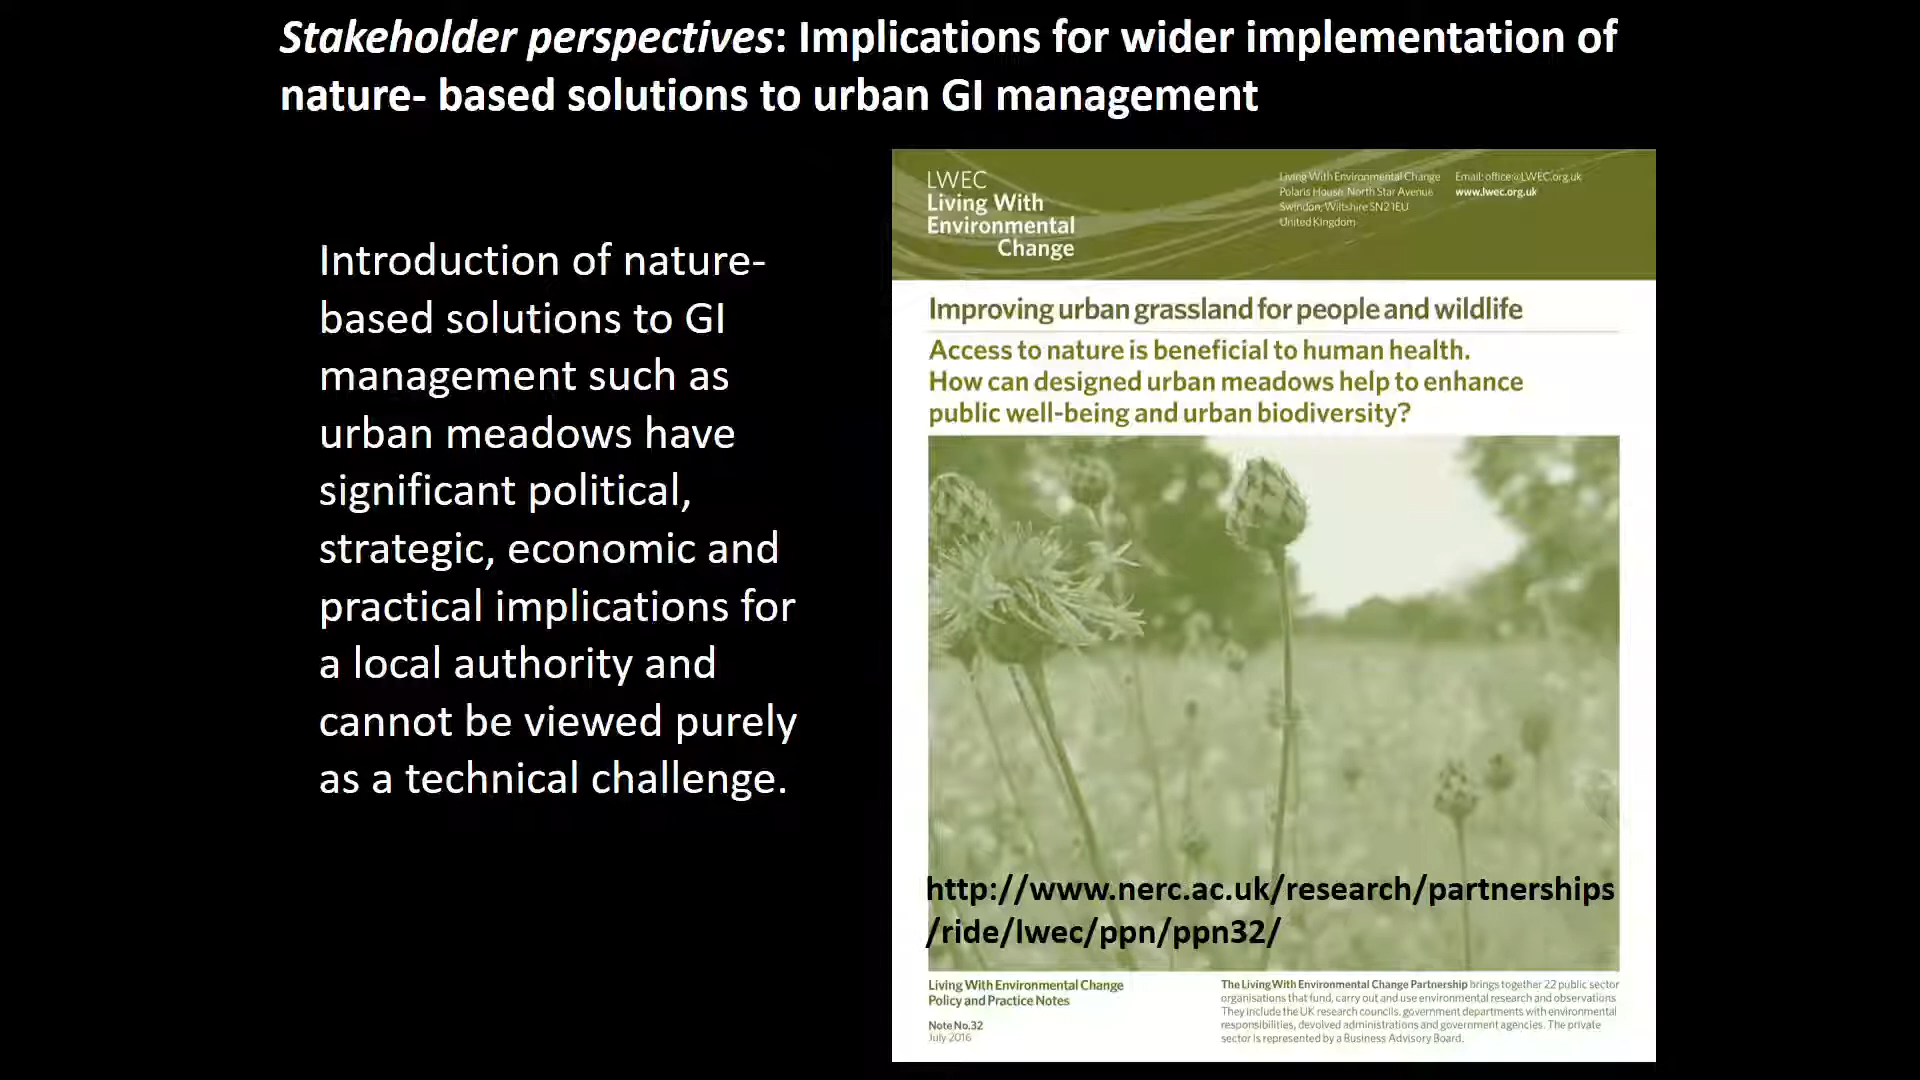 Stakeholder perspectives: Implications for wider implementation of
nature- based solutions to urban GI management
Introduction of nature-
based solutions to GI
management such as
urban meadows have
significant political,
strategic, economic and
practical implications for
a local authority and
cannot be viewed purely
as a technical challenge.
LWEC
Living With
Environmental
Change
Living With Environmental Change
Polaris House, North Star Avenue
Swindon, Wiltshire SN2 1EU
United Kingdom
Email: office@LWEC.org.uk
www.lwec.org.uk
Improving urban grassland for people and wildlife
Access to nature is beneficial to human health.
How can designed urban meadows help to enhance
public well-being and urban biodiversity?
http://www.nerc.ac.uk/research/partnerships
/ride/lwec/ppn/ppn32/
Living With Environmental Change
Policy and Practice Notes
Note No.32
July 2016
The Living With Environmental Change Partnership brings together 22 public sector
organisations that fund, carry out and use environmental research and observations
They include the UK research councils, government departments with environmental
responsibilities, devolved administrations and government agencies. The private
sector is represented by a Business Advisory Board.